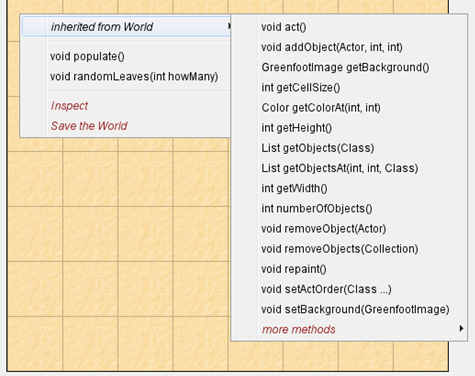 inherited from World
void populate()
void randomLeaves(int howMany)
Inspect
Save the World
void act()
void addObject(Actor, int, int)
GreenfootImage getBackground()
int getCellSize()
Color getColorAt(int, int)
int getHeight()
List getObjects(Class)
List getObjectsAt(int, int, Class)
int getWidth()
int numberOfObjects()
void removeObject(Actor)
void removeObjects(Collection)
void repaint()
void setActOrder(Class ...)
void setBackground(GreenfootImage)
more methods